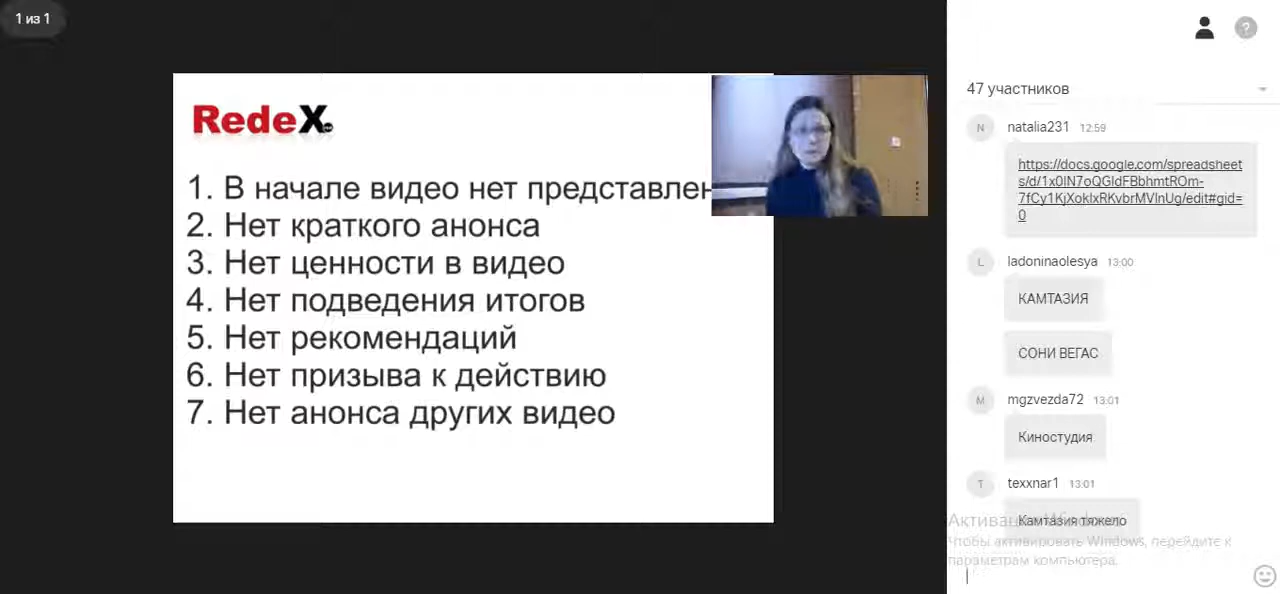 1 из 1
RedeX
1. В начале видео нет представлен
2. Нет краткого анонса
3. Нет ценности в видео
4. Нет подведения итогов
5. Нет рекомендаций
6. Нет призыва к действию
7. Нет анонса других видео
?
47 участников
N natalia231 12:59
https://docs.google.com/spreadsheet
s/d/1x0IN7oQGldFBbhmtROm-
7fCy1KjXoklxRKvbrMVlnUg/edit#gid=
0
L ladoninaolesya 13:00
КАМТАЗИЯ
СОНИ ВЕГАС
M mgzvezda72 13:01
Киностудия
T texxnar1 13:01
Камтазия тяжело
Активация Windows
Чтобы активировать Windows, перейдите к
параметрам компьютера.